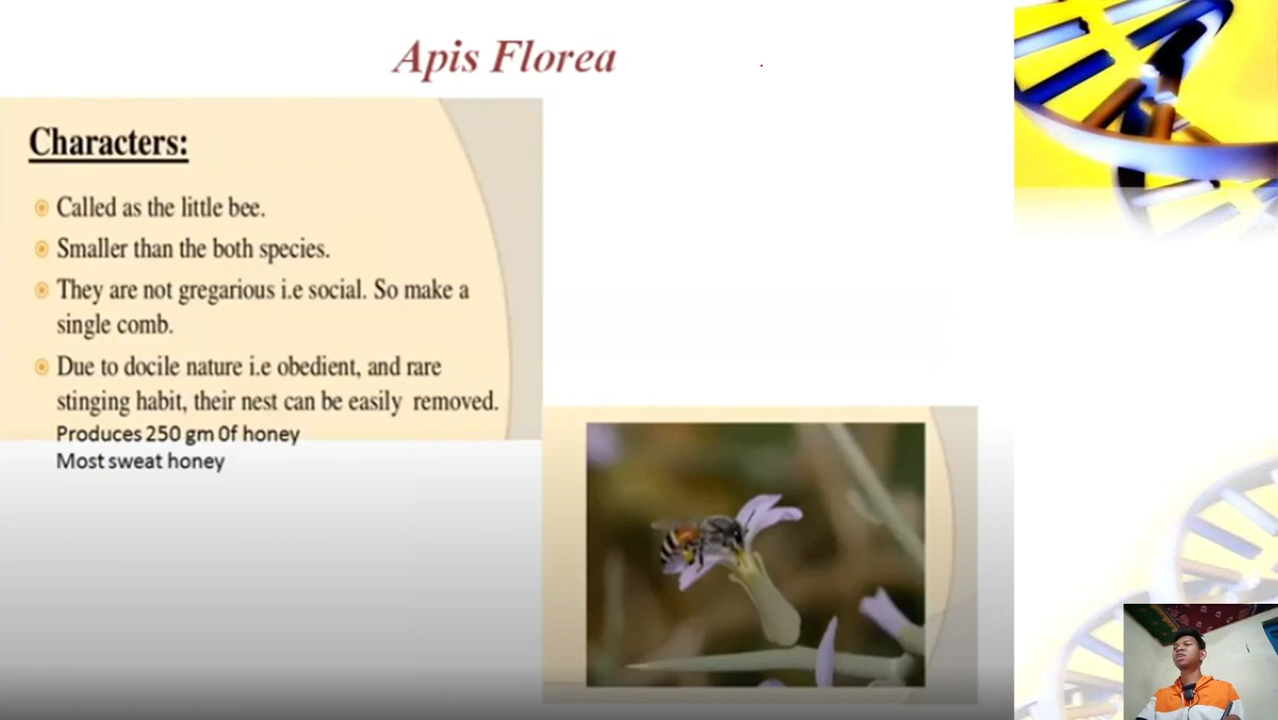 Apis Florea
Characters:
Called as the little bee.
Smaller than the both species.
They are not gregarious i.e social. So make a
single comb.
Due to docile nature i.e obedient, and rare
stinging habit, their nest can be easily removed.
Produces 250 gm 0f honey
Most sweat honey